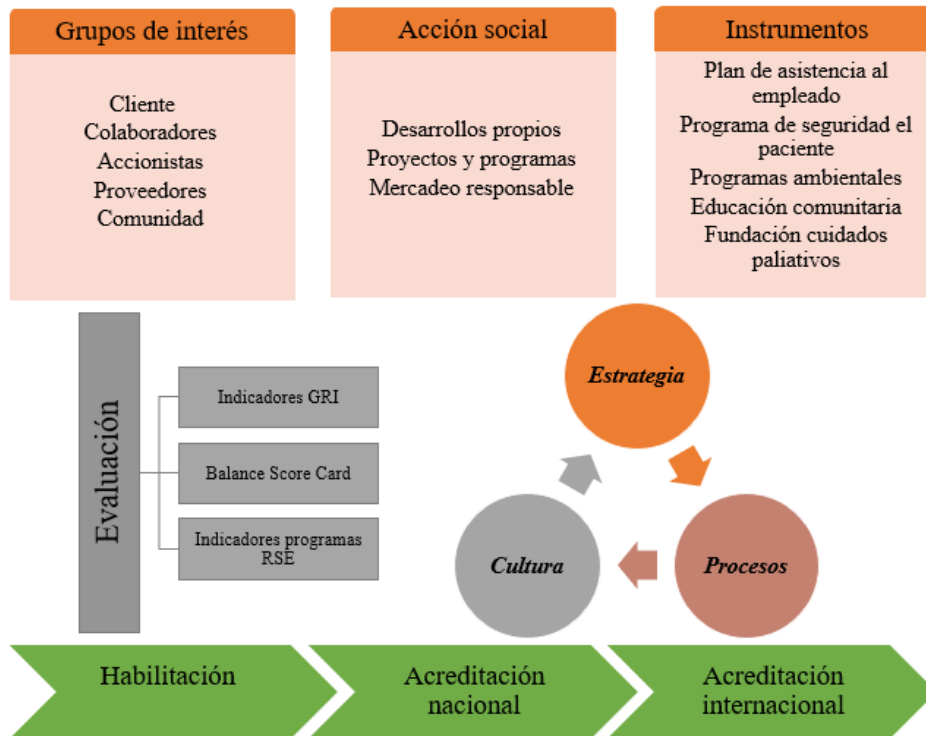 Grupos de interés
Cliente
Colaboradores
Accionistas
Proveedores
Comunidad
Acción social
Desarrollos propios
Proyectos y programas
Mercadeo responsable
Instrumentos
Plan de asistencia al
empleado
Programa de seguridad el
paciente
Programas ambientales
Educación comunitaria
Fundación cuidados
paliativos
Evaluación
Indicadores GRI
Balance Score Card
Indicadores programas
RSE
Estrategia
Procesos
Cultura
Habilitación
Acreditación
nacional
Acreditación
internacional